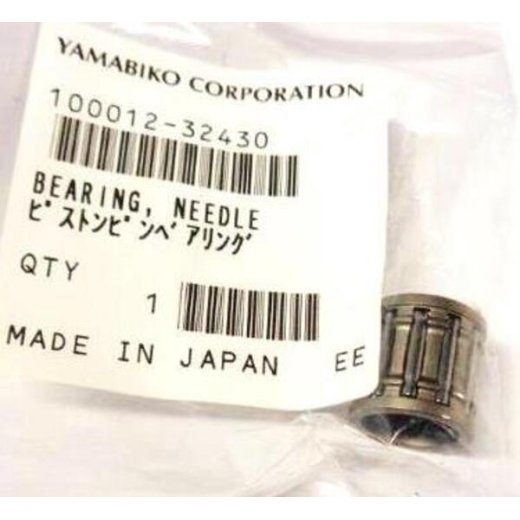 YAMABIKO CORPORATION
100012-32430
BEARING, NEEDLE
ピストンピンベアリング
QTY
1
MADE IN JAPAN EE